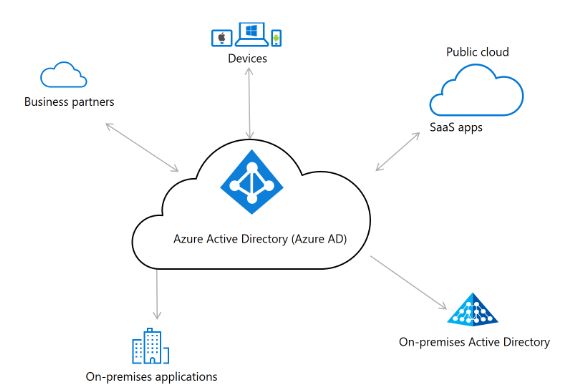 Devices
Public cloud
SaaS apps
Business partners
Azure Active Directory (Azure AD)
On-premises Active Directory
On-premises applications